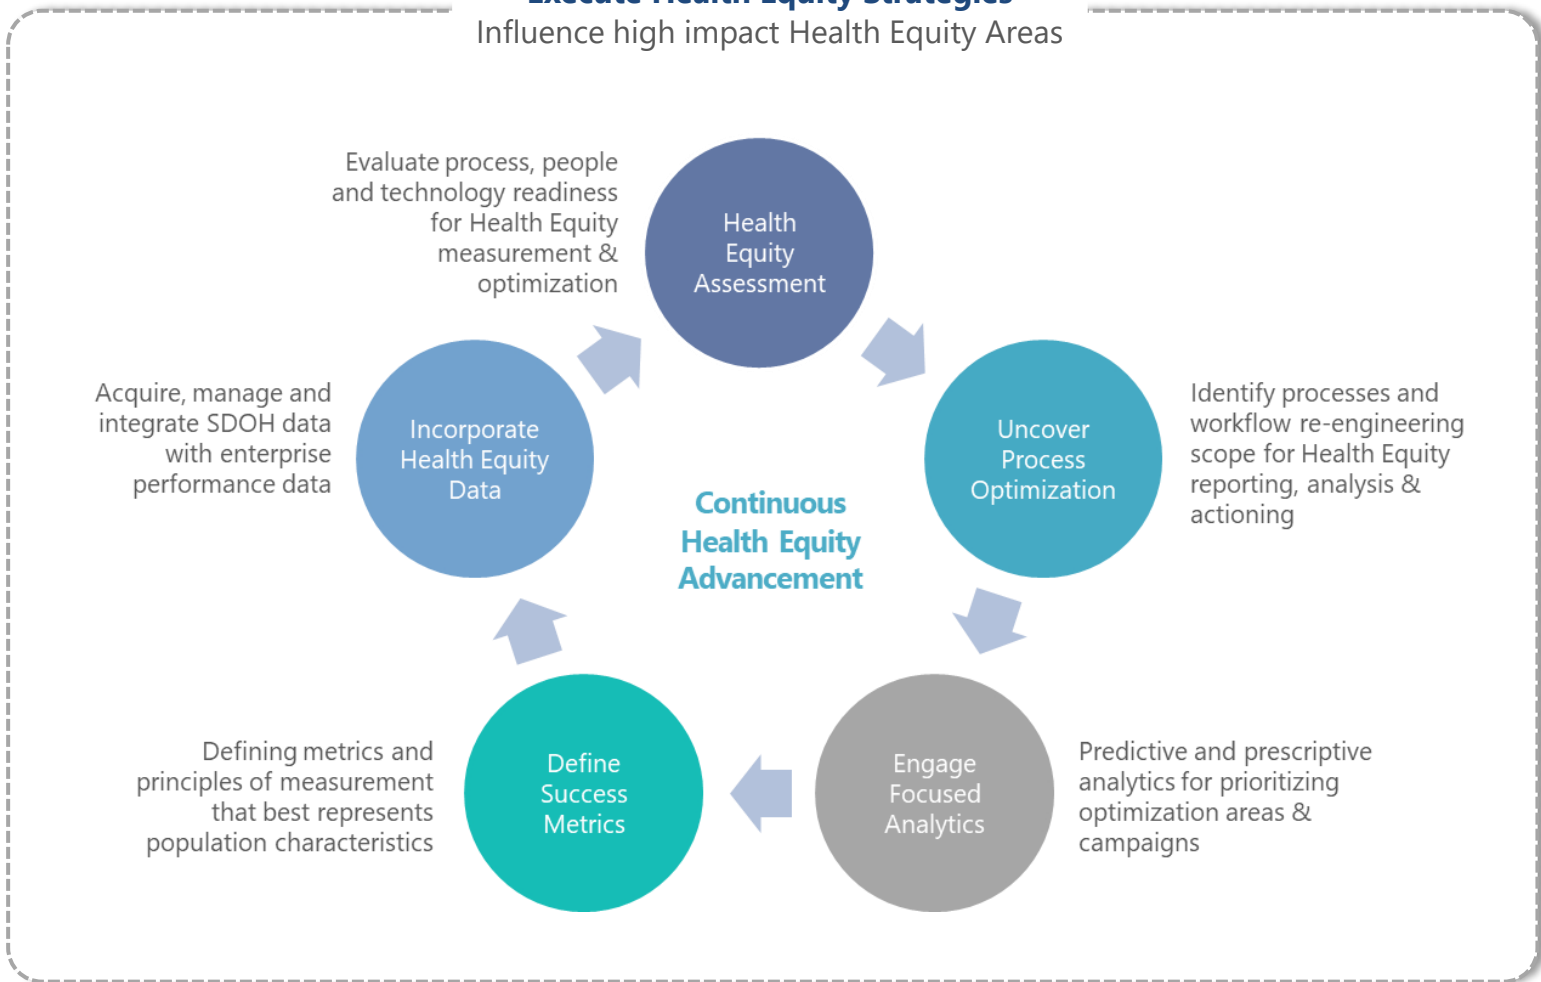 Execute Health Equity Strategies
Influence high impact Health Equity Areas
Evaluate process, people
and technology readiness
for Health Equity
measurement &
optimization
Health
Equity
Assessment
Acquire, manage and
integrate SDOH data
with enterprise
performance data
Incorporate
Health Equity
Data
Uncover
Process
Optimization
Identify processes and
workflow re-engineering
scope for Health Equity
reporting, analysis &
actioning
Continuous
Health Equity
Advancement
Defining metrics and
principles of measurement
that best represents
population characteristics
Define
Success
Metrics
Engage
Focused
Analytics
Predictive and prescriptive
analytics for prioritizing
optimization areas &
campaigns